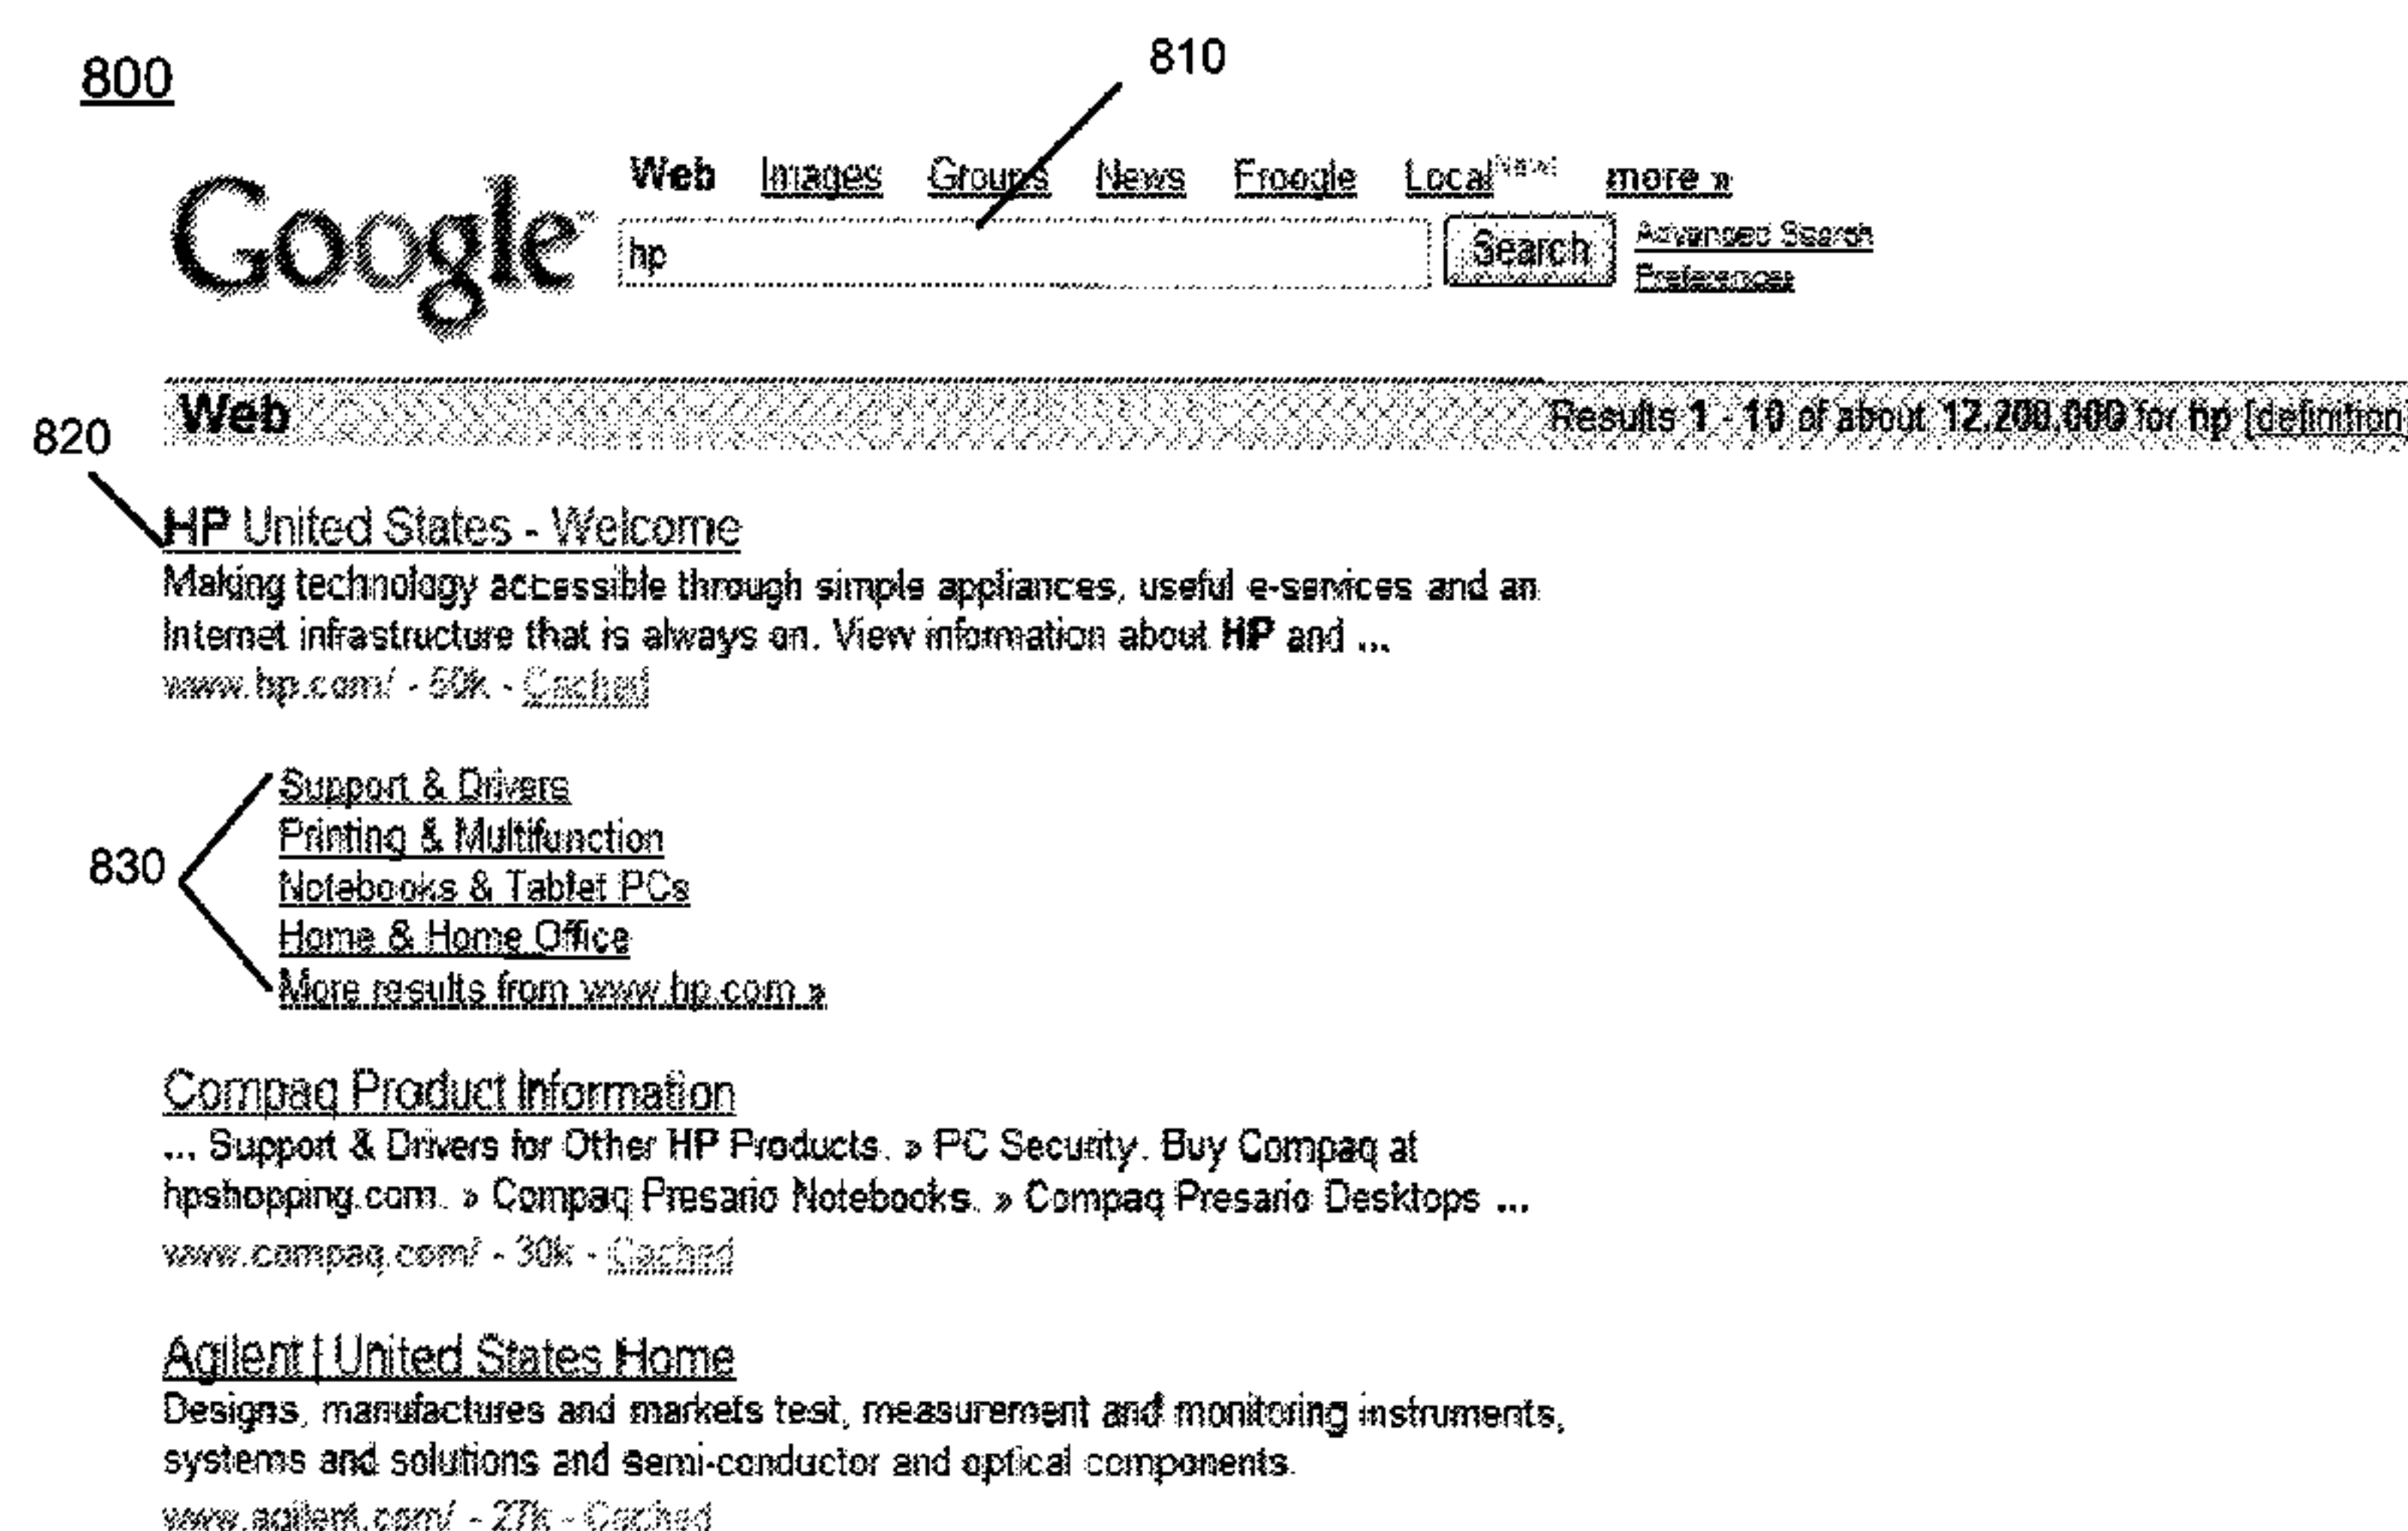 800
810
Web Images Groups News Froogle Local New! more »
Google™
hp Search Advanced Search
Preferences
820
Web Results 1 - 10 of about 12,200,000 for hp [definition]
HP United States - Welcome
Making technology accessible through simple appliances, useful e-services and an
Internet infrastructure that is always on. View information about HP and ...
www.hp.com/ - 50k - Cached
830
Support & Drivers
Printing & Multifunction
Notebooks & Tablet PCs
Home & Home Office
More results from www.hp.com »
Compaq Product Information
... Support & Drivers for Other HP Products. » PC Security. Buy Compaq at
hpshopping.com. » Compaq Presario Notebooks. » Compaq Presario Desktops ...
www.compaq.com/ - 30k - Cached
Agilent | United States Home
Designs, manufactures and markets test, measurement and monitoring instruments,
systems and solutions and semi-conductor and optical components.
www.agilent.com/ - 27k - Cached